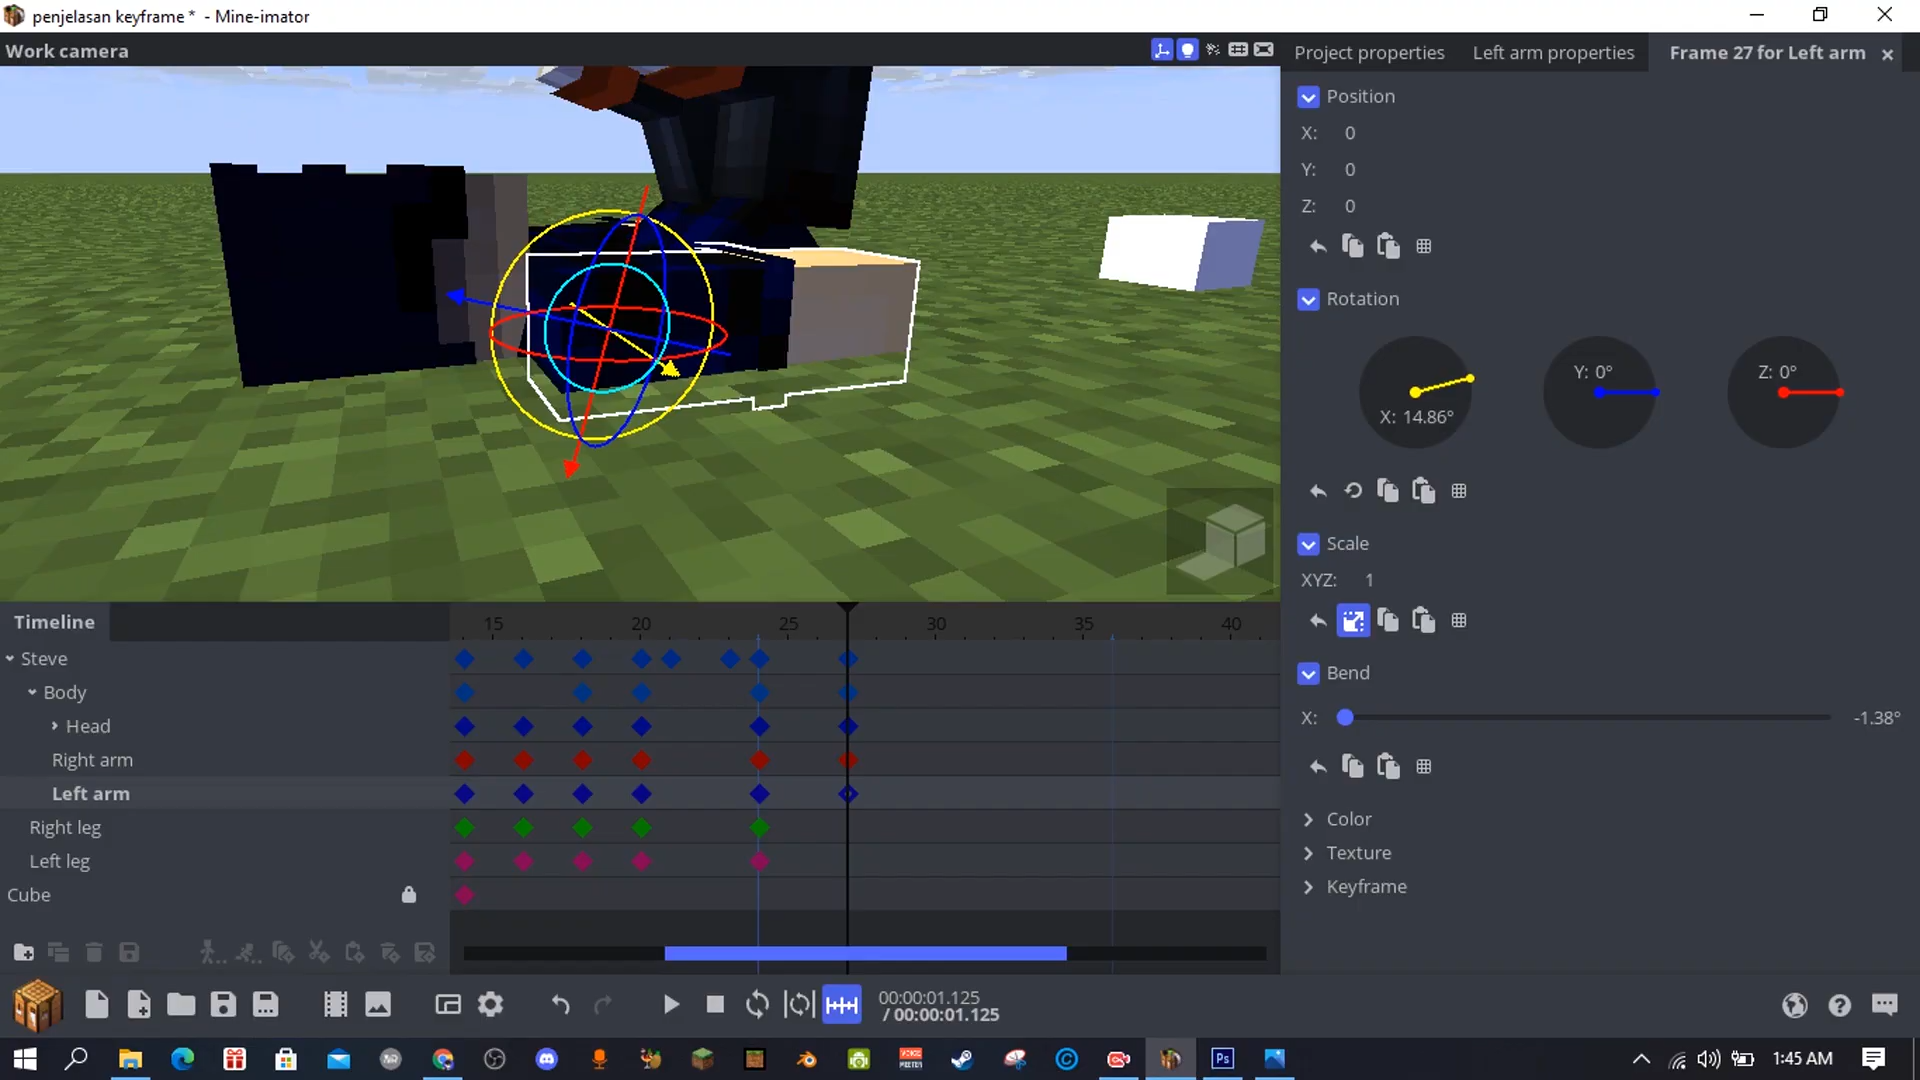 penjelasan keyframe * - Mine-imator
Work camera
Project properties
Left arm properties
Frame 27 for Left arm
Position
X: 0
Y: 0
Z: 0
Rotation
X: 14.86°
Y: 0°
Z: 0°
Scale
XYZ: 1
Bend
X: -1.38°
Color
Texture
Keyframe
Timeline
15 20 25 30 35 40
Steve
Body
Head
Right arm
Left arm
Right leg
Left leg
Cube
00:00:01.125
/ 00:00:01.125
Ps
1:45 AM